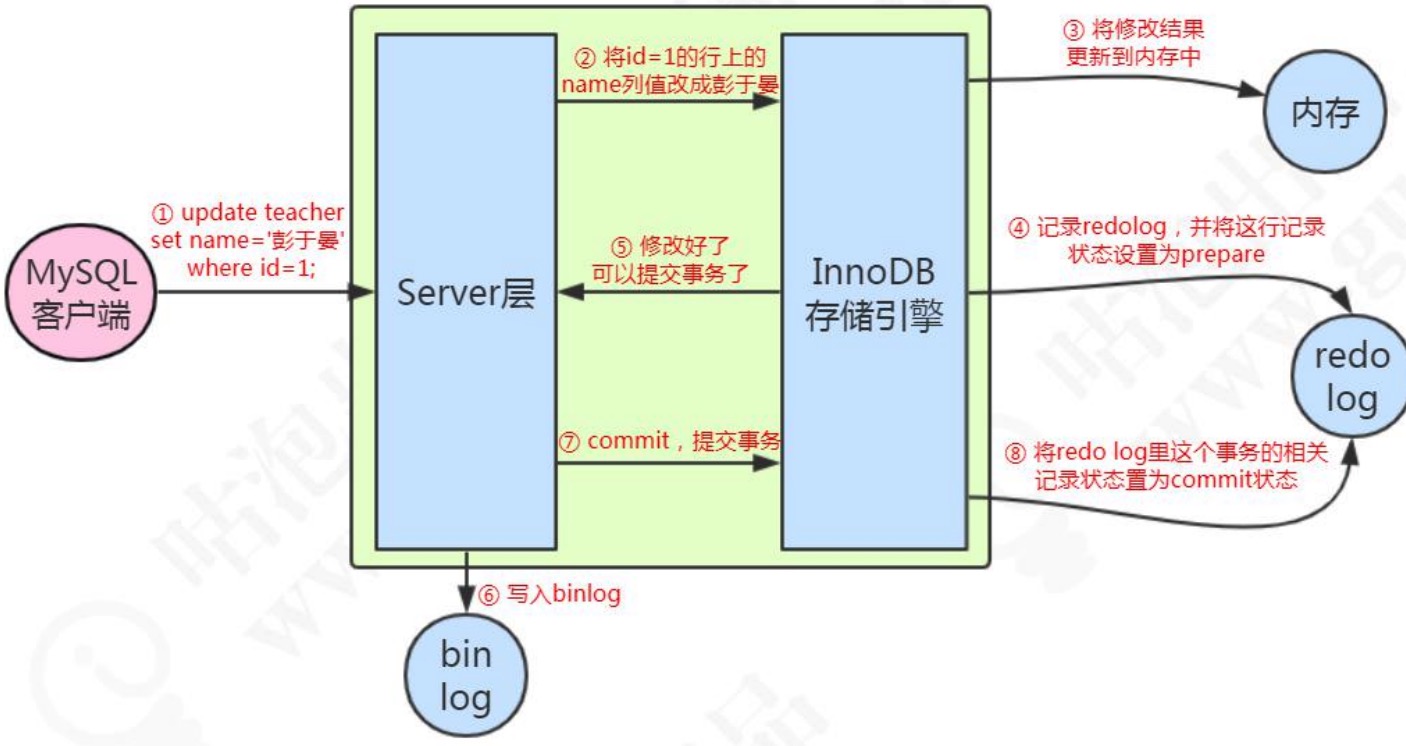 ① update teacher
set name='彭于晏'
where id=1;
MySQL
客户端
Server层
② 将id=1的行上的
name列值改成彭于晏
⑤ 修改好了
可以提交事务了
⑦ commit，提交事务
InnoDB
存储引擎
③ 将修改结果
更新到内存中
内存
④ 记录redolog，并将这行记录
状态设置为prepare
redo
log
⑧ 将redo log里这个事务的相关
记录状态置为commit状态
⑥ 写入binlog
bin
log